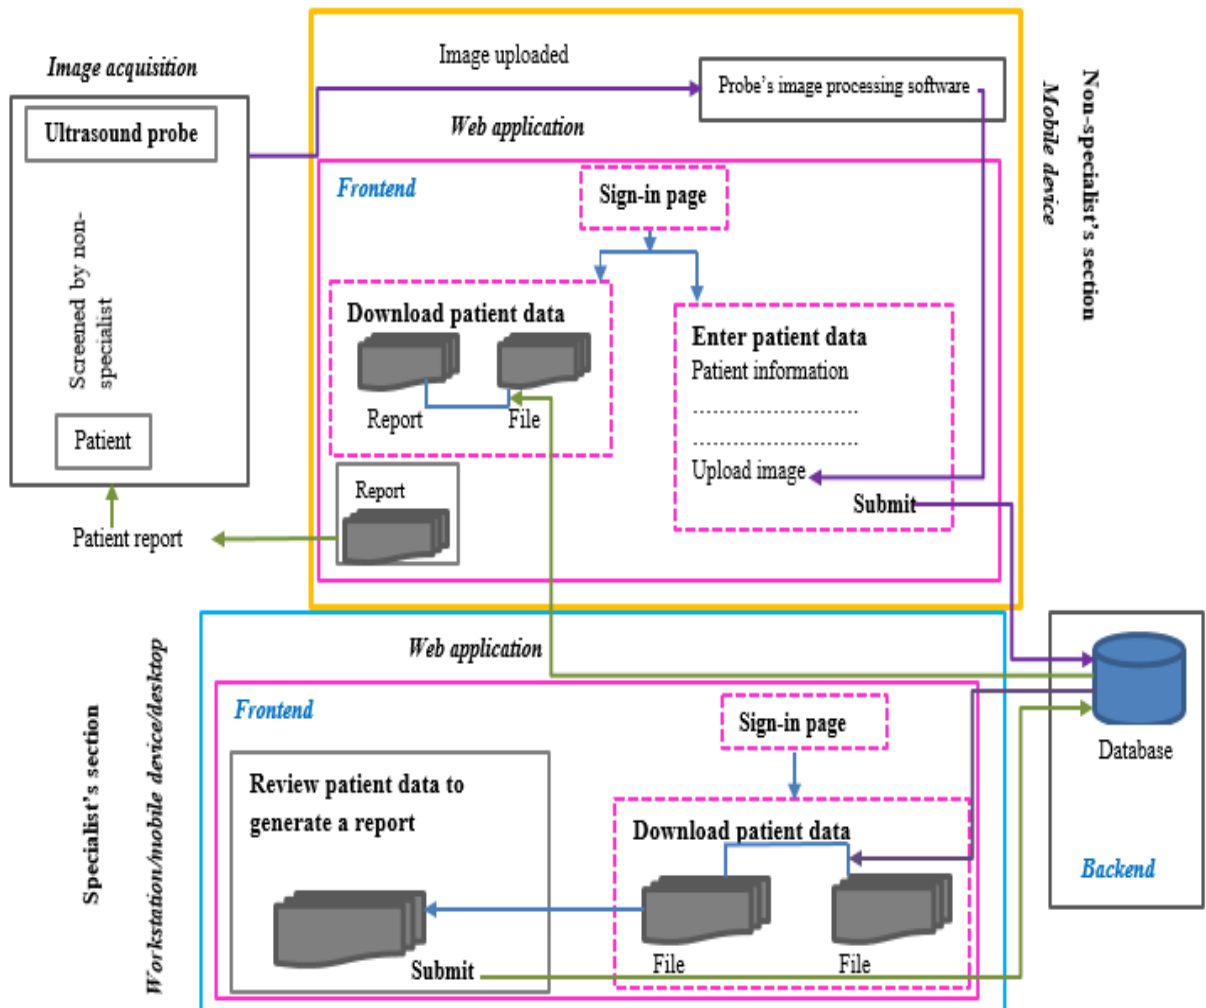 Image acquisition
Ultrasound probe
Screened by non-
specialist
Patient
Patient report
Image uploaded
Probe's image processing software
Web application
Frontend
Sign-in page
Download patient data
Report
File
Enter patient data
Patient information
........................
........................
Upload image
Submit
Report
Non-specialist's section
Mobile device
Specialist's section
Workstation/mobile device/desktop
Web application
Frontend
Sign-in page
Review patient data to
generate a report
Submit
Download patient data
File
File
Database
Backend